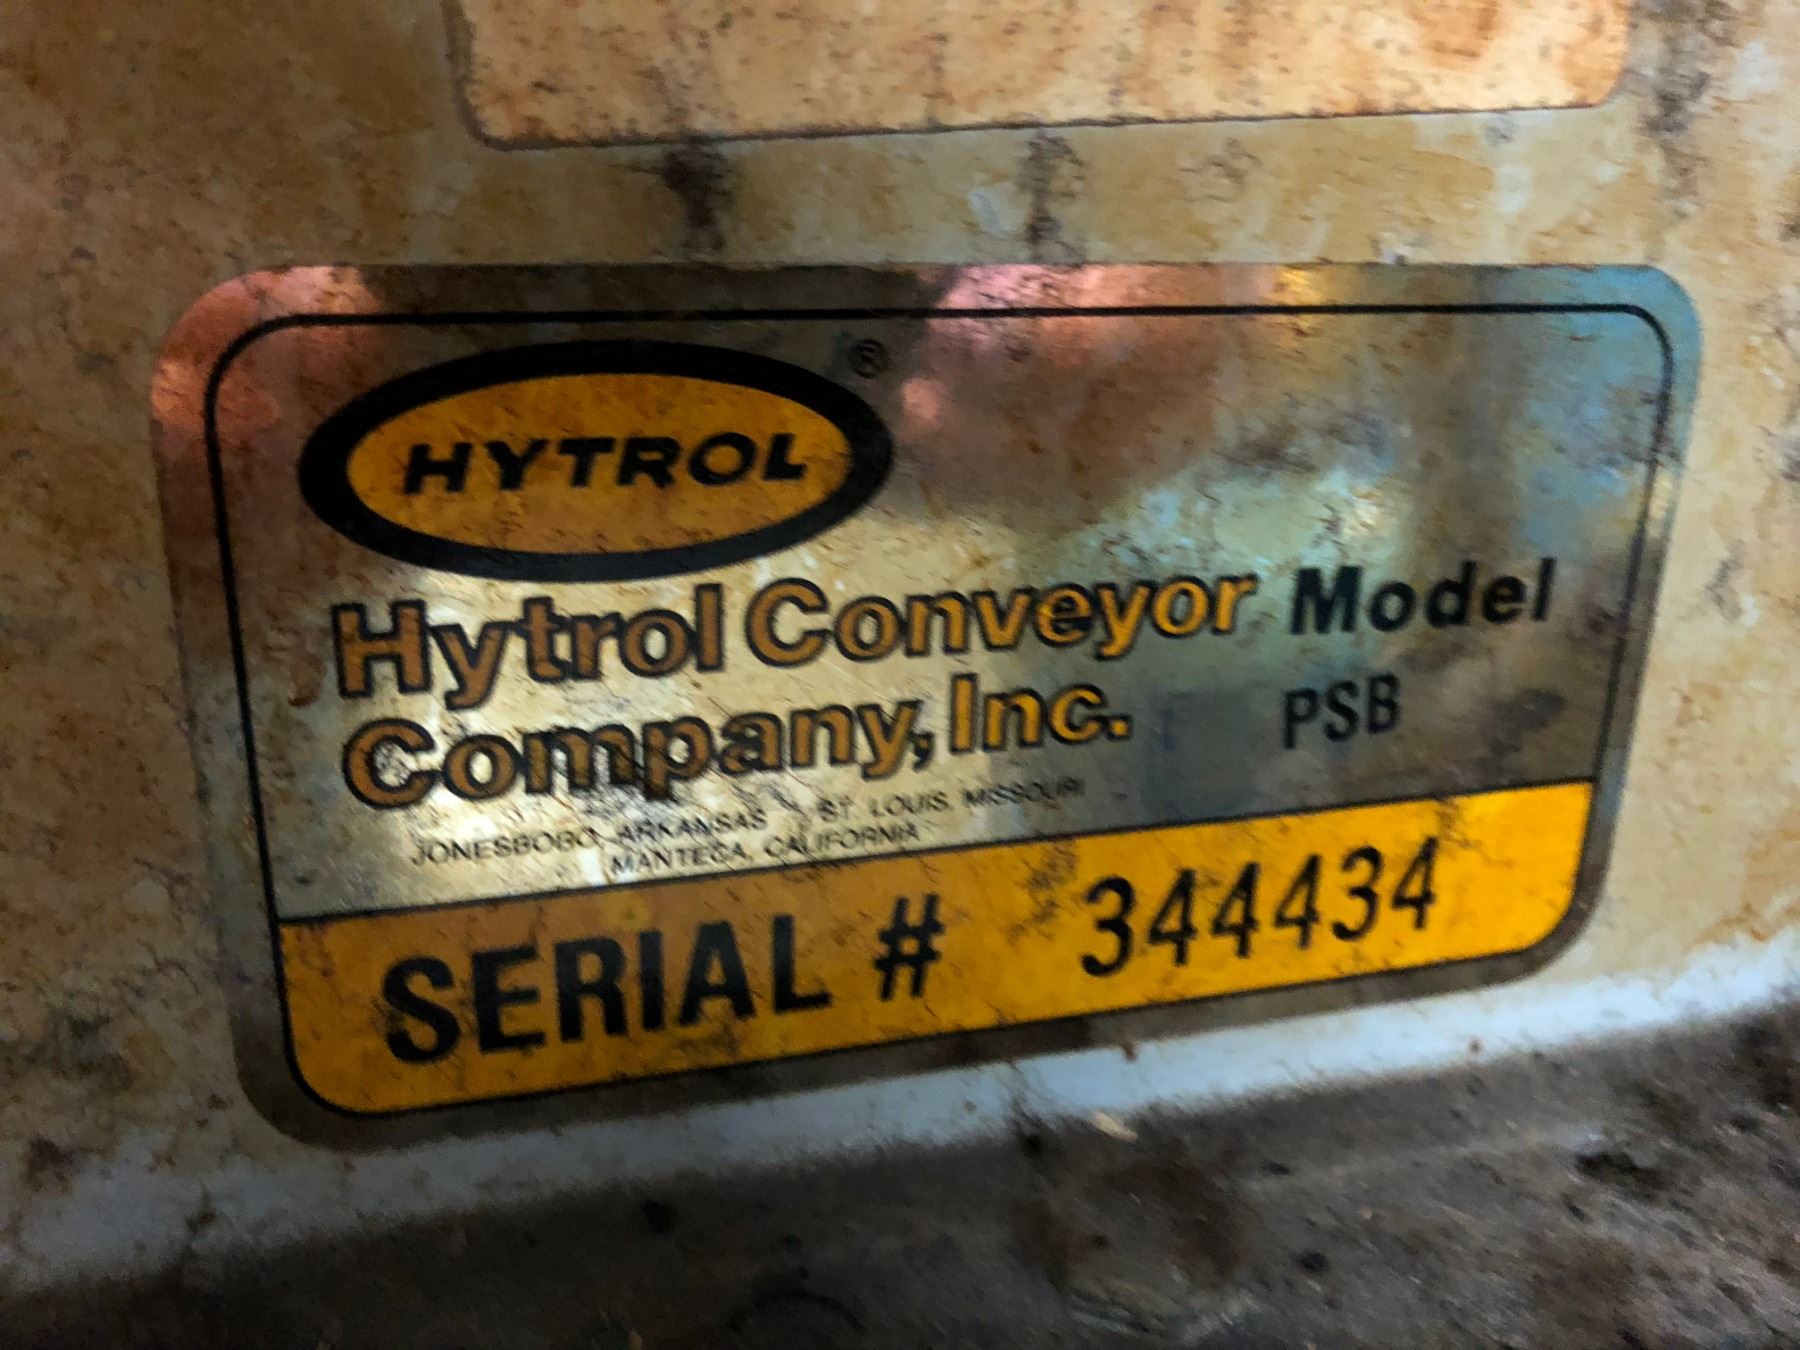 HYTROL ®
Hytrol Conveyor Model
Company, Inc. PSB
JONESBORO, ARKANSAS ST. LOUIS, MISSOURI
MANTECA, CALIFORNIA
SERIAL # 344434